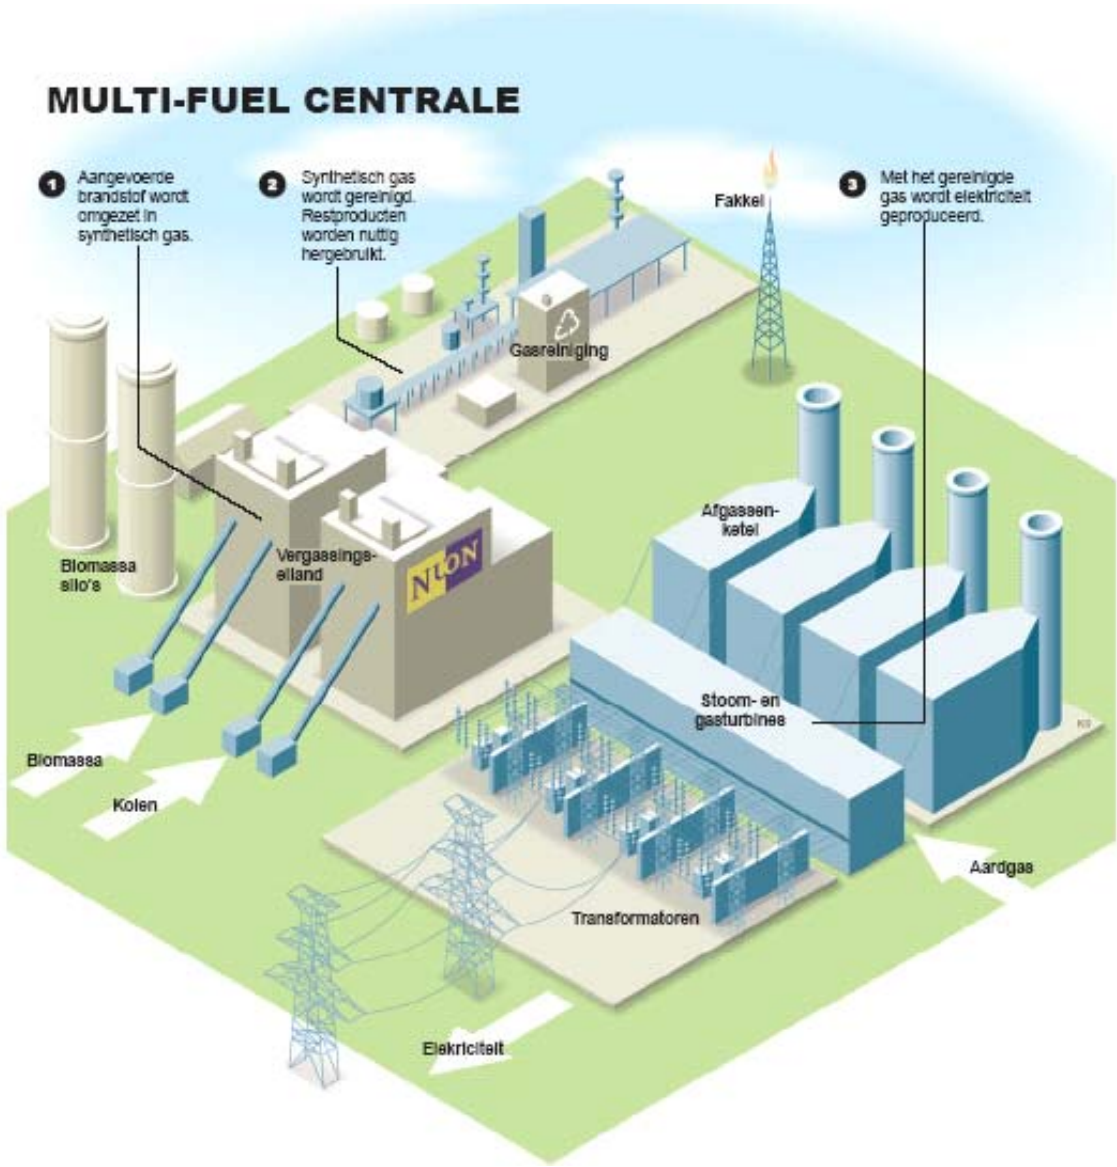 MULTI-FUEL CENTRALE
1 Aangevoerde
brandstof wordt
omgezet in
synthetisch gas.
2 Synthetisch gas
wordt gereinigd.
Restproducten
worden nuttig
hergebruikt.
Fakkel
3 Met het gereinigde
gas wordt elektriciteit
geproduceerd.
Gasreiniging
Afgassen-
ketel
Biomassa
silo's
Vergassings-
eiland
NUON
Stoom- en
gasturbines
Biomassa
Kolen
Aardgas
Transformatoren
Elekriciteit